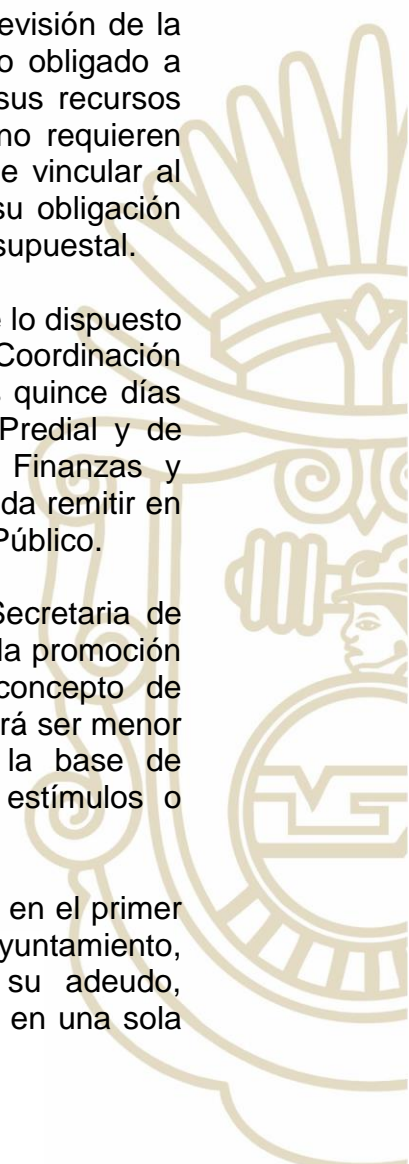 evisión de la
o obligado a
sus recursos
no requieren
e vincular al
su obligación
supuestal.
e lo dispuesto
Coordinación
quince días
Predial y de
Finanzas y
da remitir en
Público.
Secretaria de
la promoción
concepto de
rá ser menor
la base de
estímulos o
en el primer
yuntamiento,
su adeudo,
en una sola